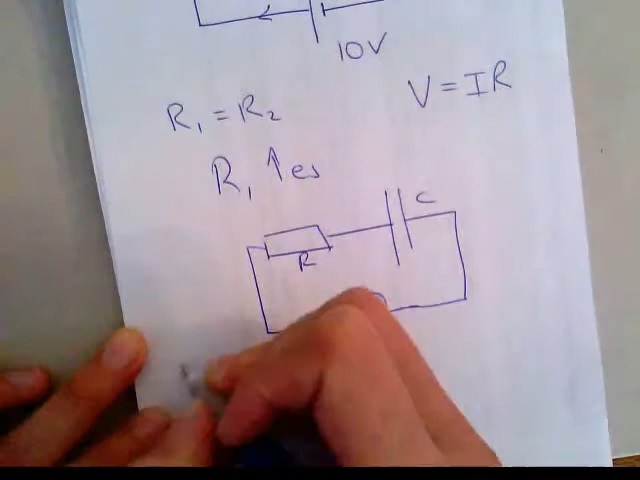 10V
V = IR
R₁ = R₂
R₁ ↑es
C
R